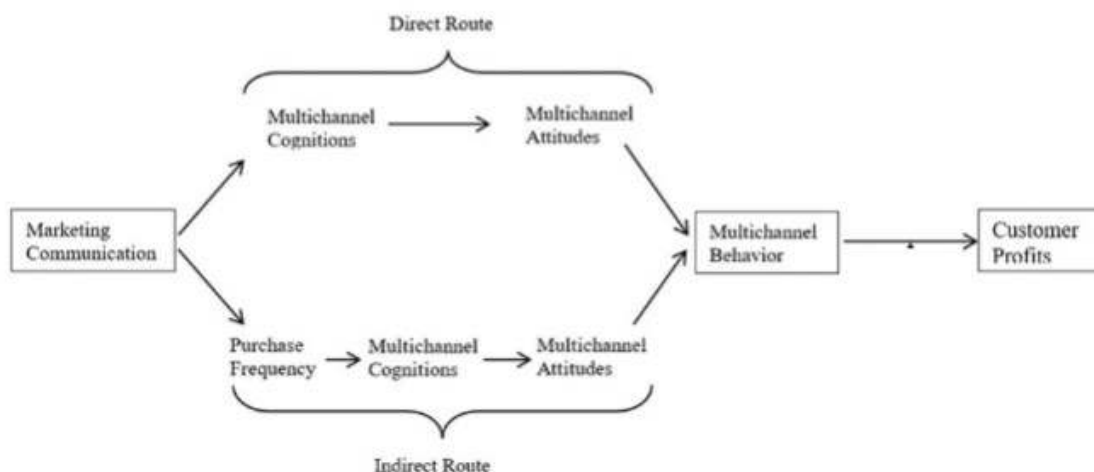 Direct Route
Multichannel
Cognitions
Multichannel
Attitudes
Marketing
Communication
Multichannel
Behavior
Customer
Profits
Purchase
Frequency
Multichannel
Cognitions
Multichannel
Attitudes
Indirect Route